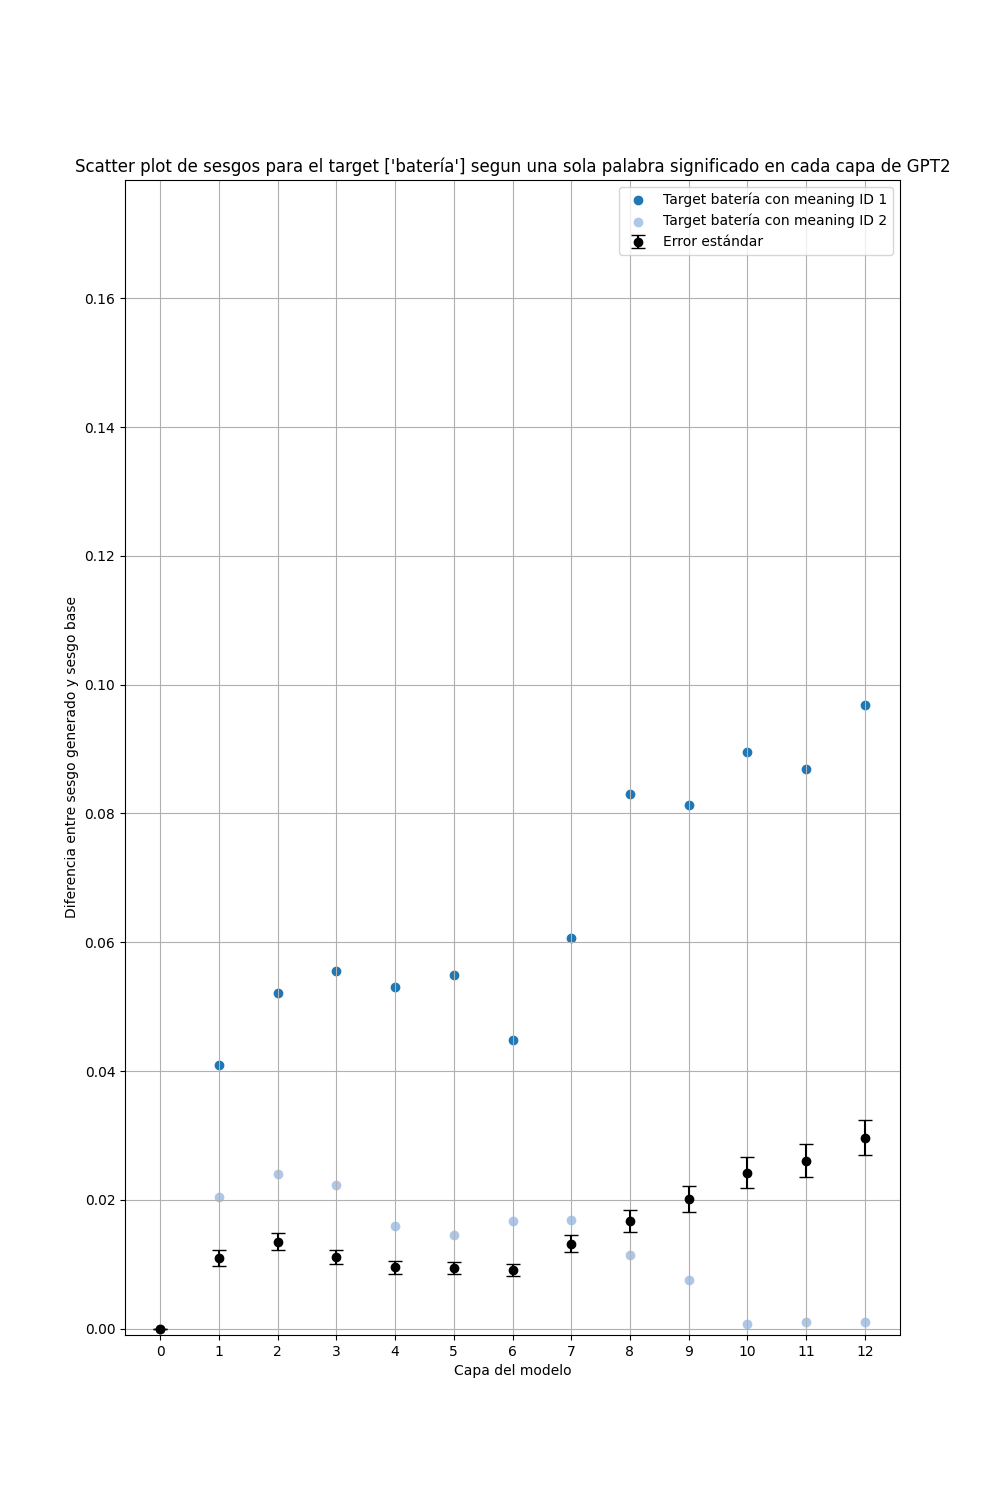 Scatter plot de sesgos para el target ['batería'] segun una sola palabra significado en cada capa de GPT2
Target batería con meaning ID 1
Target batería con meaning ID 2
Error estándar
0.16
0.14
0.12
0.10
0.08
0.06
0.04
0.02
0.00
Diferencia entre sesgo generado y sesgo base
0 1 2 3 4 5 6 7 8 9 10 11 12
Capa del modelo